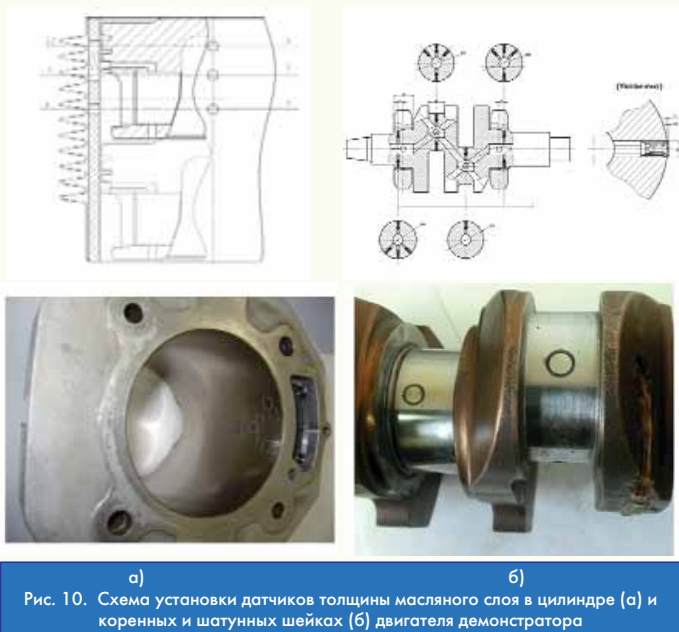 а) б)
Рис. 10. Схема установки датчиков толщины масляного слоя в цилиндре (а) и
коренных и шатунных шейках (б) двигателя демонстратора